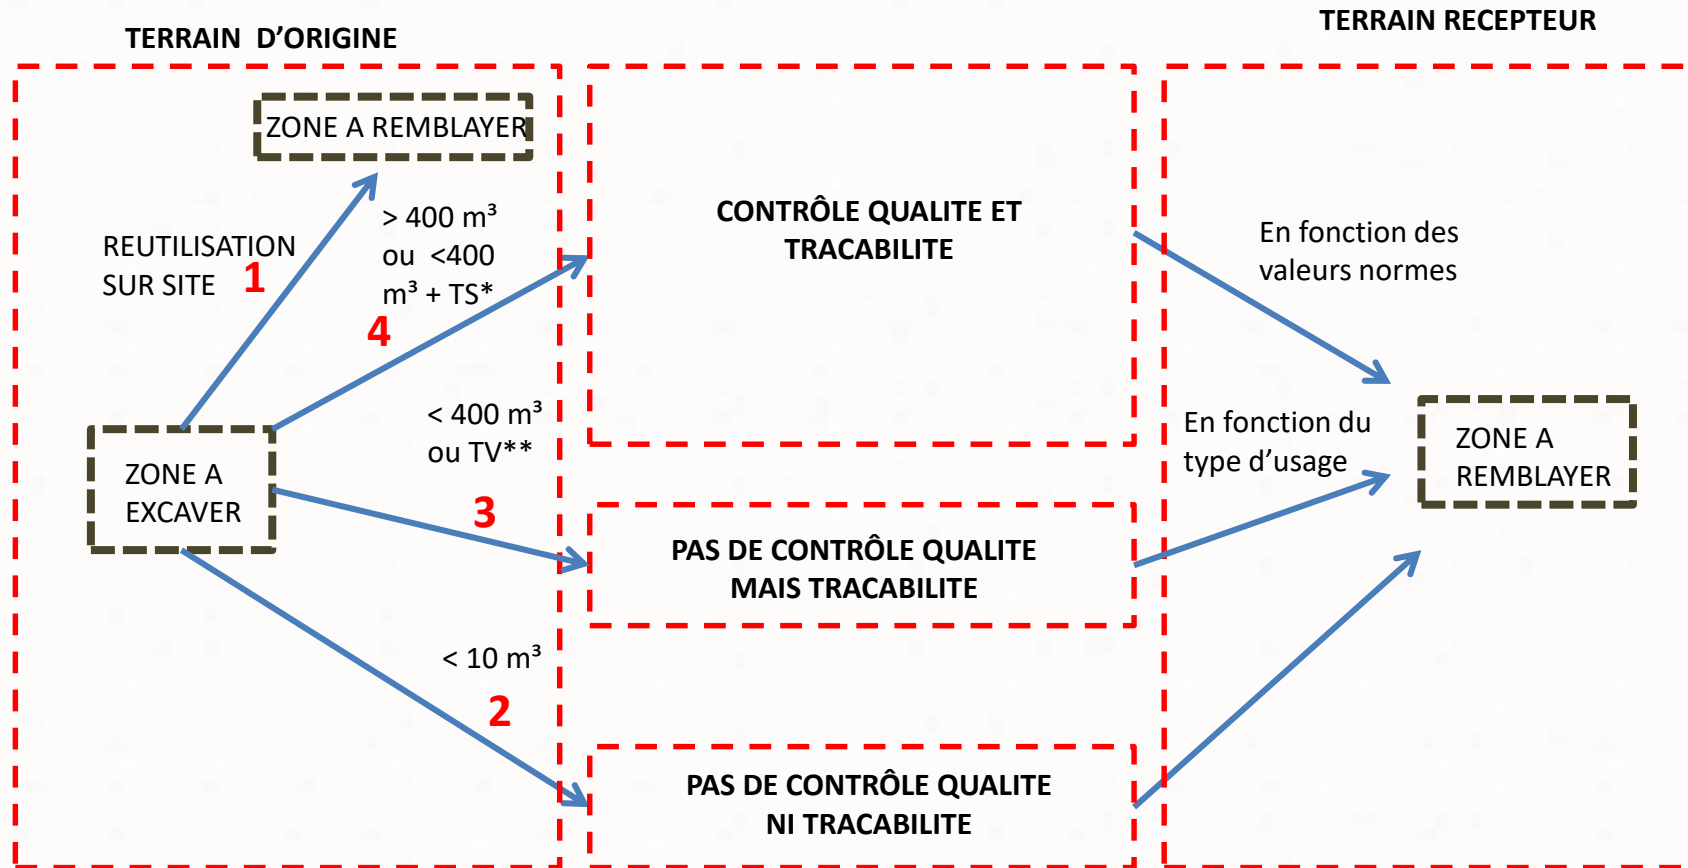 TERRAIN D'ORIGINE
TERRAIN RECEPTEUR
ZONE A REMBLAYER
REUTILISATION
SUR SITE
1
> 400 m³
ou <400
m³ + TS*
4
CONTRÔLE QUALITE ET
TRACABILITE
En fonction des
valeurs normes
ZONE A
EXCAVER
< 400 m³
ou TV**
3
PAS DE CONTRÔLE QUALITE
MAIS TRACABILITE
En fonction du
type d’usage
ZONE A
REMBLAYER
< 10 m³
2
PAS DE CONTRÔLE QUALITE
NI TRACABILITE